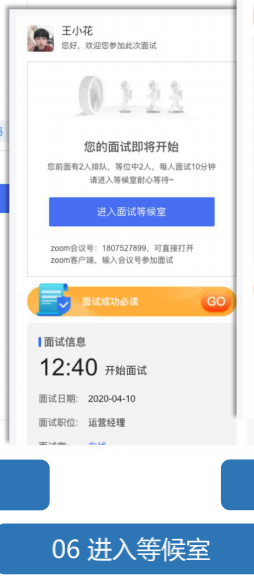 王小花
您好，欢迎您参加此次面试
您的面试即将开始
您前面有2人排队，等位中2人，每人面试10分钟
请进入等候室耐心等待~
进入面试等候室
zoom会议号：1807527899，可直接打开
zoom客户端，输入会议号参加面试
面试成功必读
GO
面试信息
12:40 开始面试
面试日期: 2020-04-10
面试职位: 运营经理
06 进入等候室